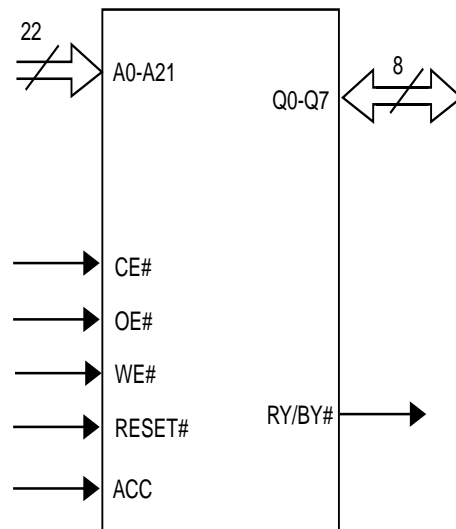 22
A0-A21
8
Q0-Q7
CE#
OE#
WE#
RESET#
RY/BY#
ACC